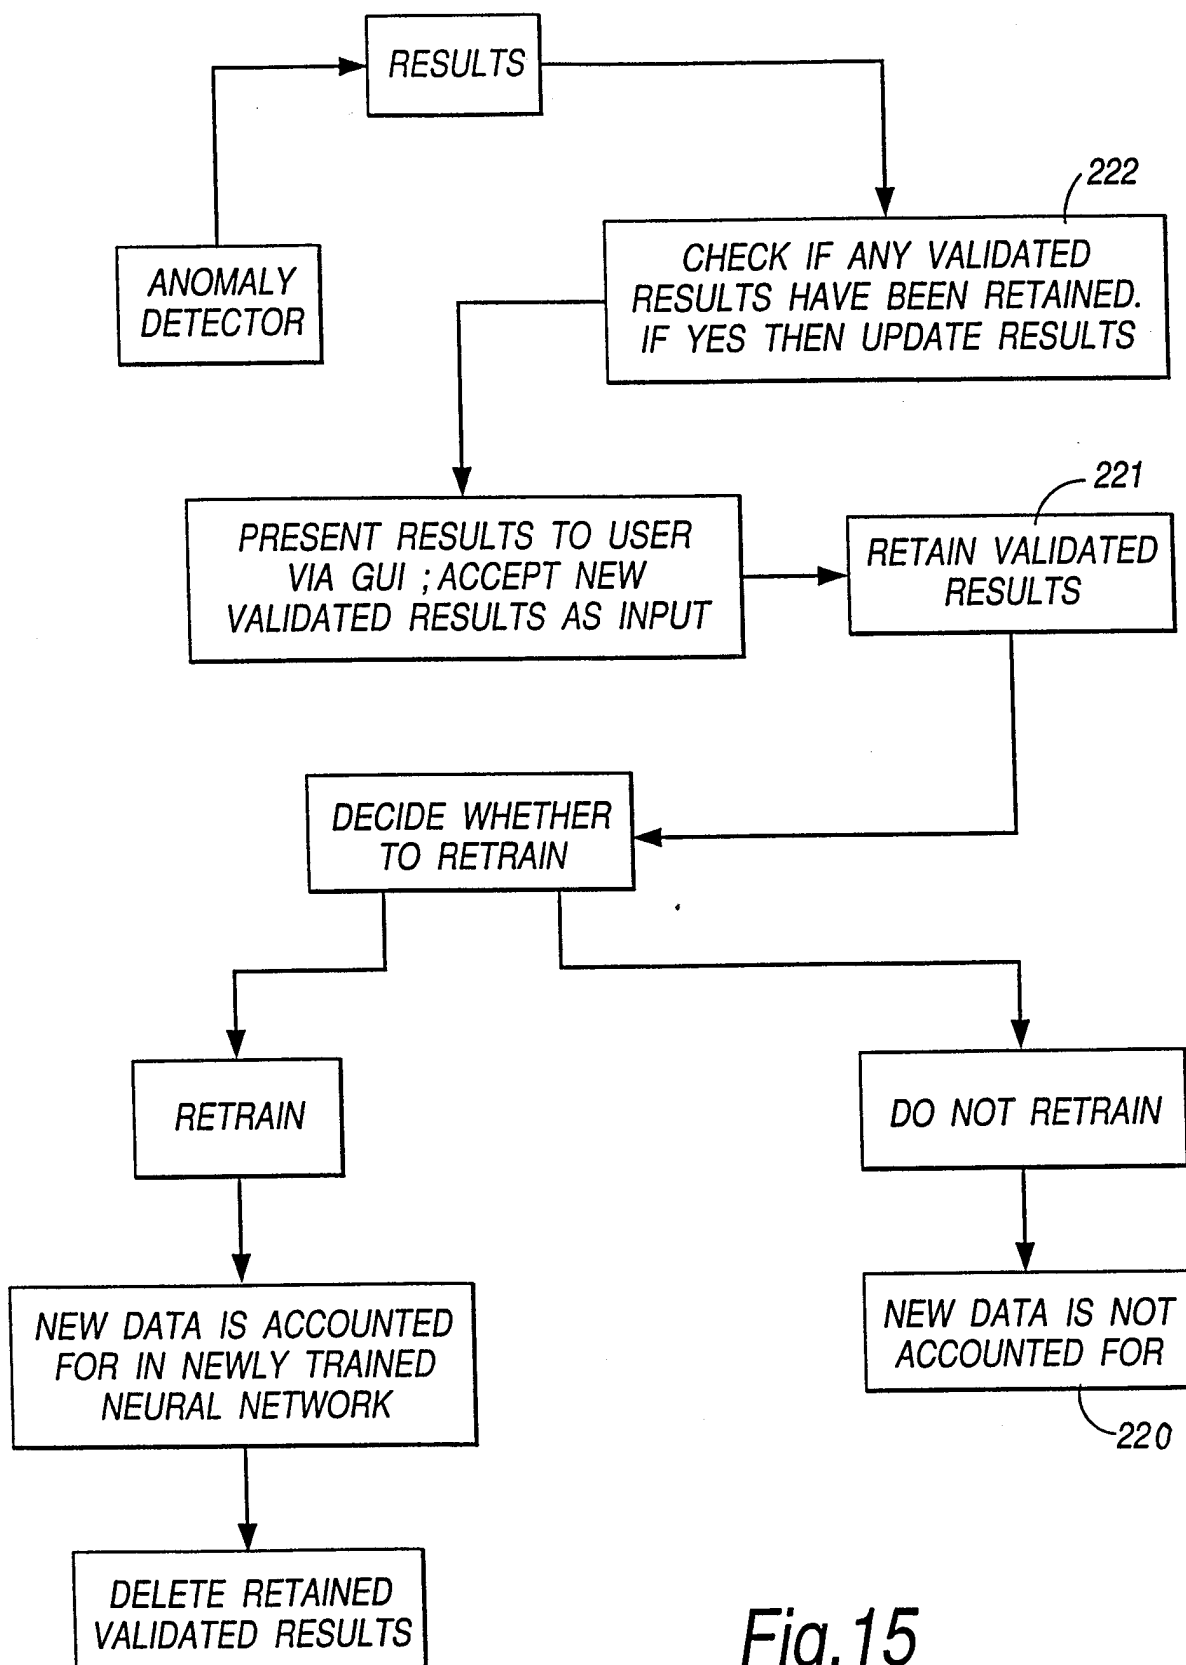 RESULTS
222
ANOMALY
DETECTOR
CHECK IF ANY VALIDATED
RESULTS HAVE BEEN RETAINED.
IF YES THEN UPDATE RESULTS
221
PRESENT RESULTS TO USER
VIA GUI ; ACCEPT NEW
VALIDATED RESULTS AS INPUT
RETAIN VALIDATED
RESULTS
DECIDE WHETHER
TO RETRAIN
RETRAIN
DO NOT RETRAIN
NEW DATA IS ACCOUNTED
FOR IN NEWLY TRAINED
NEURAL NETWORK
NEW DATA IS NOT
ACCOUNTED FOR
220
DELETE RETAINED
VALIDATED RESULTS
Fig.15